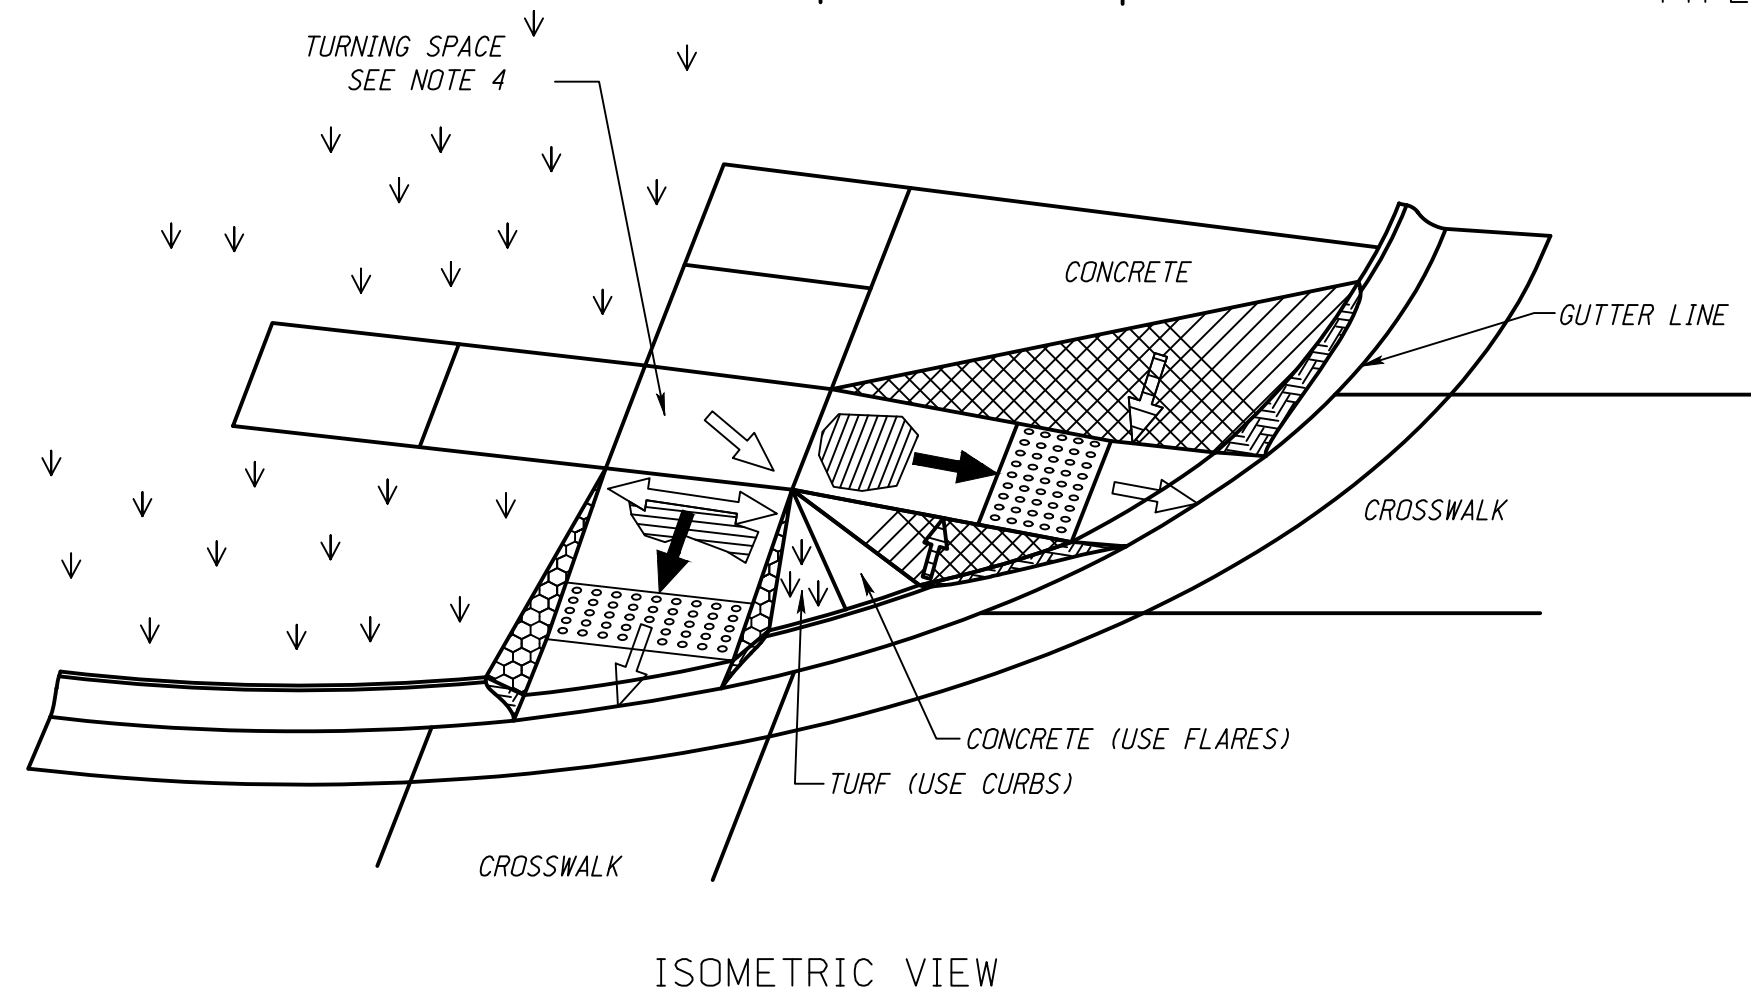 TURNING SPACE
SEE NOTE 4
CONCRETE
GUTTER LINE
CROSSWALK
CONCRETE (USE FLARES)
TURF (USE CURBS)
CROSSWALK
ISOMETRIC VIEW